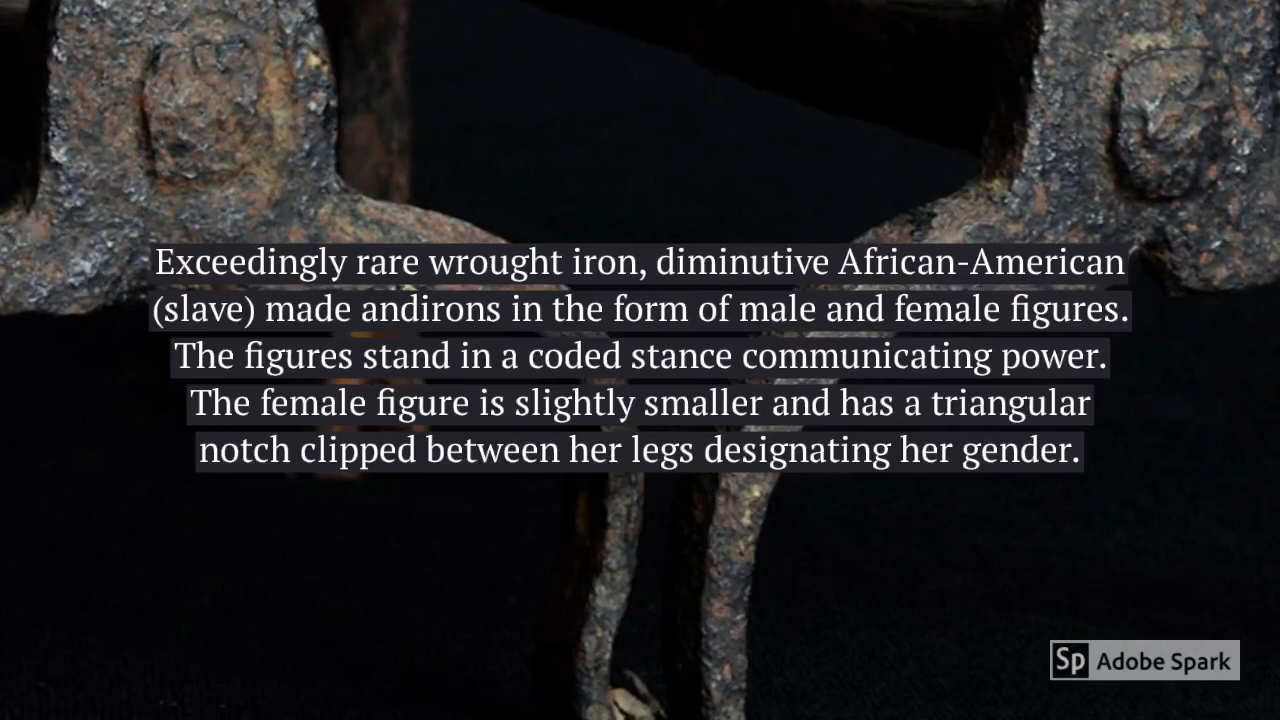 Exceedingly rare wrought iron, diminutive African-American
(slave) made andirons in the form of male and female figures.
The figures stand in a coded stance communicating power.
The female figure is slightly smaller and has a triangular
notch clipped between her legs designating her gender.
Sp Adobe Spark